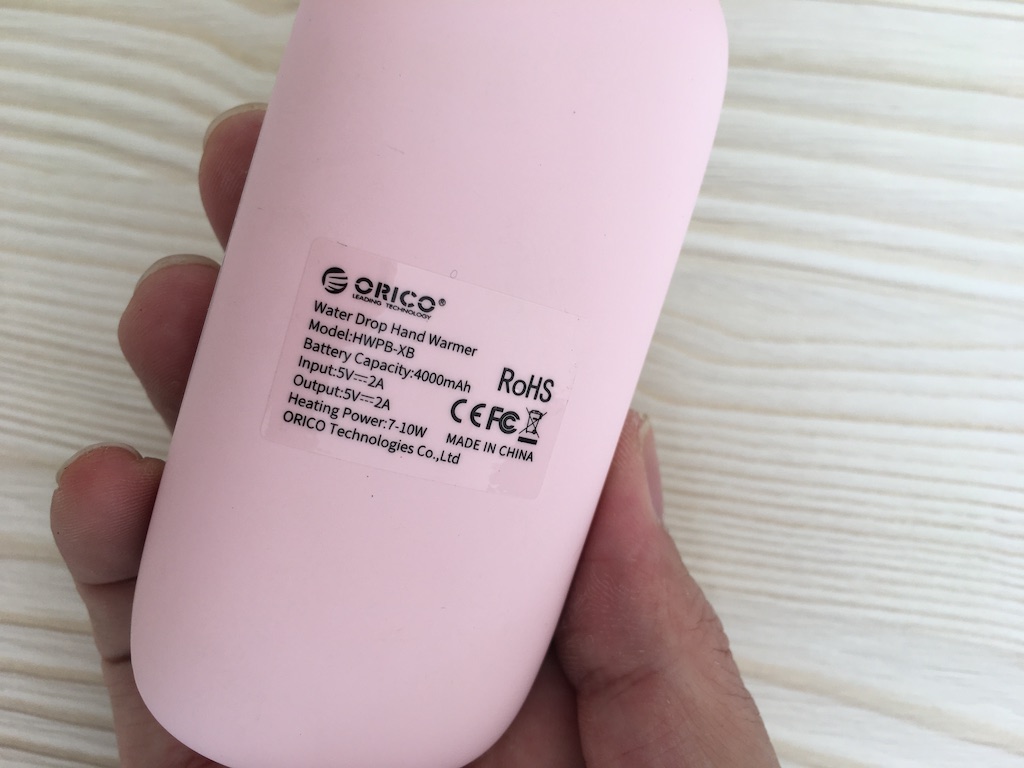 ORICO®
LEADING TECHNOLOGY
Water Drop Hand Warmer
Model:HWPB-XB
Battery Capacity:4000mAh
Input:5V⎓2A
Output:5V⎓2A
Heating Power:7-10W
ORICO Technologies Co.,Ltd
RoHS
CE FC
MADE IN CHINA